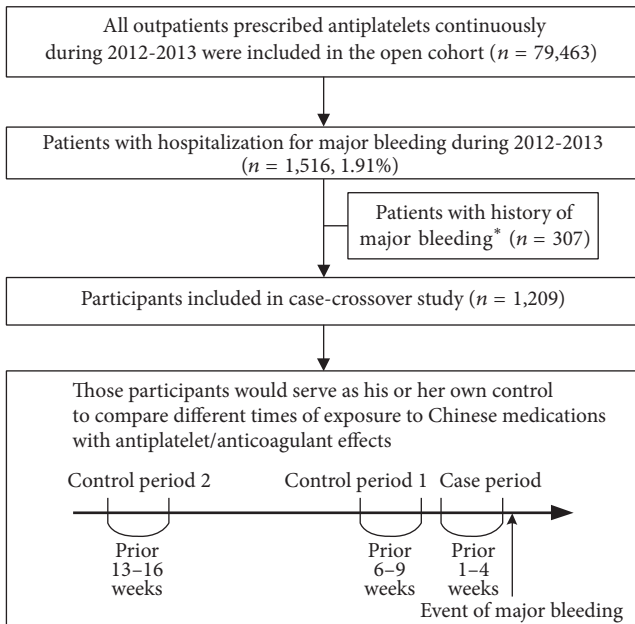 All outpatients prescribed antiplatelets continuously
during 2012-2013 were included in the open cohort (n = 79,463)
Patients with hospitalization for major bleeding during 2012-2013
(n = 1,516, 1.91%)
Patients with history of
major bleeding* (n = 307)
Participants included in case-crossover study (n = 1,209)
Those participants would serve as his or her own control
to compare different times of exposure to Chinese medications
with antiplatelet/anticoagulant effects
Control period 2
Control period 1
Case period
Prior
13–16
weeks
Prior
6–9
weeks
Prior
1–4
weeks
Event of major bleeding